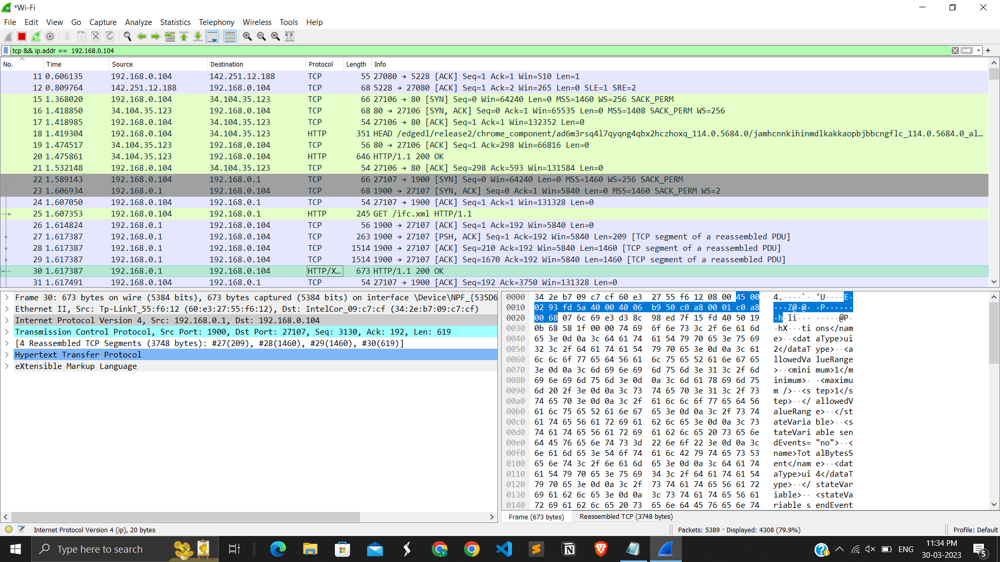 *Wi-Fi
File Edit View Go Capture Analyze Statistics Telephony Wireless Tools Help
tcp && ip.addr == 192.168.0.104
No. Time Source Destination Protocol Length Info
11 0.606135 192.168.0.104 142.251.12.188 TCP 55 27080 → 5228 [ACK] Seq=1 Ack=1 Win=510 Len=1
12 0.809764 142.251.12.188 192.168.0.104 TCP 68 5228 → 27080 [ACK] Seq=1 Ack=2 Win=265 Len=0 SLE=1 SRE=2
15 1.368020 192.168.0.104 34.104.35.123 TCP 66 27106 → 80 [SYN] Seq=0 Win=64240 Len=0 MSS=1460 WS=256 SACK_PERM
16 1.418850 34.104.35.123 192.168.0.104 TCP 68 80 → 27106 [SYN, ACK] Seq=0 Ack=1 Win=65535 Len=0 MSS=1408 SACK_PERM WS=256
17 1.418985 192.168.0.104 34.104.35.123 TCP 54 27106 → 80 [ACK] Seq=1 Ack=1 Win=132352 Len=0
18 1.419304 192.168.0.104 34.104.35.123 HTTP 351 HEAD /edgedl/release2/chrome_component/ad6m3rsq4l7qyqng4qbx2hczhoxq_114.0.5684.0/jamhcnnkihinmdlkakkaopbjbbcngflc_114.0.5684.0_al…
19 1.474517 34.104.35.123 192.168.0.104 TCP 56 80 → 27106 [ACK] Seq=1 Ack=298 Win=66816 Len=0
20 1.475861 34.104.35.123 192.168.0.104 HTTP 646 HTTP/1.1 200 OK
21 1.532148 192.168.0.104 34.104.35.123 TCP 54 27106 → 80 [ACK] Seq=298 Ack=593 Win=131584 Len=0
22 1.589143 192.168.0.104 192.168.0.1 TCP 66 27107 → 1900 [SYN] Seq=0 Win=64240 Len=0 MSS=1460 WS=256 SACK_PERM
23 1.606934 192.168.0.1 192.168.0.104 TCP 68 1900 → 27107 [SYN, ACK] Seq=0 Ack=1 Win=5840 Len=0 MSS=1460 SACK_PERM WS=2
24 1.607050 192.168.0.104 192.168.0.1 TCP 54 27107 → 1900 [ACK] Seq=1 Ack=1 Win=131328 Len=0
25 1.607353 192.168.0.104 192.168.0.1 HTTP 245 GET /ifc.xml HTTP/1.1
26 1.614824 192.168.0.1 192.168.0.104 TCP 56 1900 → 27107 [ACK] Seq=1 Ack=192 Win=5840 Len=0
27 1.617387 192.168.0.1 192.168.0.104 TCP 263 1900 → 27107 [PSH, ACK] Seq=1 Ack=192 Win=5840 Len=209 [TCP segment of a reassembled PDU]
28 1.617387 192.168.0.1 192.168.0.104 TCP 1514 1900 → 27107 [ACK] Seq=210 Ack=192 Win=5840 Len=1460 [TCP segment of a reassembled PDU]
29 1.617387 192.168.0.1 192.168.0.104 TCP 1514 1900 → 27107 [ACK] Seq=1670 Ack=192 Win=5840 Len=1460 [TCP segment of a reassembled PDU]
30 1.617387 192.168.0.1 192.168.0.104 HTTP/X… 673 HTTP/1.1 200 OK
31 1.617491 192.168.0.104 192.168.0.1 TCP 54 27107 → 1900 [ACK] Seq=192 Ack=3750 Win=131328 Len=0
Frame 30: 673 bytes on wire (5384 bits), 673 bytes captured (5384 bits) on interface \Device\NPF_{535D6
Ethernet II, Src: Tp-LinkT_55:f6:12 (60:e3:27:55:f6:12), Dst: IntelCor_09:c7:cf (34:2e:b7:09:c7:cf)
Internet Protocol Version 4, Src: 192.168.0.1, Dst: 192.168.0.104
Transmission Control Protocol, Src Port: 1900, Dst Port: 27107, Seq: 3130, Ack: 192, Len: 619
[4 Reassembled TCP Segments (3748 bytes): #27(209), #28(1460), #29(1460), #30(619)]
Hypertext Transfer Protocol
eXtensible Markup Language
0000 34 2e b7 09 c7 cf 60 e3 27 55 f6 12 08 00 45 00 4.····`· 'U····E·
0010 02 93 fd 5a 40 00 40 06 b9 50 c0 a8 00 01 c0 a8 ···Z@·@· ·P······
0020 00 68 07 6c 69 e3 d3 8c 98 ed 7f 15 fd 40 50 19 ·h·li··· ·····@P·
0030 0b 68 58 1f 00 00 74 69 6f 6e 73 3c 2f 6e 61 6d ·hX···ti ons</nam
0040 65 3e 0d 0a 3c 64 61 74 61 54 79 70 65 3e 75 69 e>··<dat aType>ui
0050 32 3c 2f 64 61 74 61 54 79 70 65 3e 0d 0a 3c 61 2</dataT ype>··<a
0060 6c 6c 6f 77 65 64 56 61 6c 75 65 52 61 6e 67 65 llowedVa lueRange
0070 3e 0d 0a 3c 6d 69 6e 69 6d 75 6d 3e 31 3c 2f 6d >··<mini mum>1</m
0080 69 6e 69 6d 75 6d 3e 0d 0a 3c 6d 61 78 69 6d 75 inimum>· ·<maximu
0090 6d 20 2f 3e 0d 0a 3c 73 74 65 70 3e 31 3c 2f 73 m />··<s tep>1</s
00a0 74 65 70 3e 0d 0a 3c 2f 61 6c 6c 6f 77 65 64 56 tep>··</ allowedV
00b0 61 6c 75 65 52 61 6e 67 65 3e 0d 0a 3c 2f 73 74 alueRang e>··</st
00c0 61 74 65 56 61 72 69 61 62 6c 65 3e 0d 0a 3c 73 ateVaria ble>··<s
00d0 74 61 74 65 56 61 72 69 61 62 6c 65 20 73 65 6e tateVari able sen
00e0 64 45 76 65 6e 74 73 3d 22 6e 6f 22 3e 0d 0a 3c dEvents= "no">··<
00f0 6e 61 6d 65 3e 54 6f 74 61 6c 42 79 74 65 73 53 name>Tot alBytesS
0100 65 6e 74 3c 2f 6e 61 6d 65 3e 0d 0a 3c 64 61 74 ent</nam e>··<dat
0110 61 54 79 70 65 3e 75 69 34 3c 2f 64 61 74 61 54 aType>ui 4</dataT
0120 79 70 65 3e 0d 0a 3c 2f 73 74 61 74 65 56 61 72 ype>··</ stateVar
0130 69 61 62 6c 65 3e 0d 0a 3c 73 74 61 74 65 56 61 iable>·· <stateVa
0140 72 69 61 62 6c 65 20 73 65 6e 64 45 76 65 6e 74 riable s endEvent
Frame (673 bytes) Reassembled TCP (3748 bytes)
Internet Protocol Version 4 (ip), 20 bytes
Packets: 5389 · Displayed: 4308 (79.9%)
Profile: Default
Type here to search
ENG
11:34 PM
30-03-2023
5